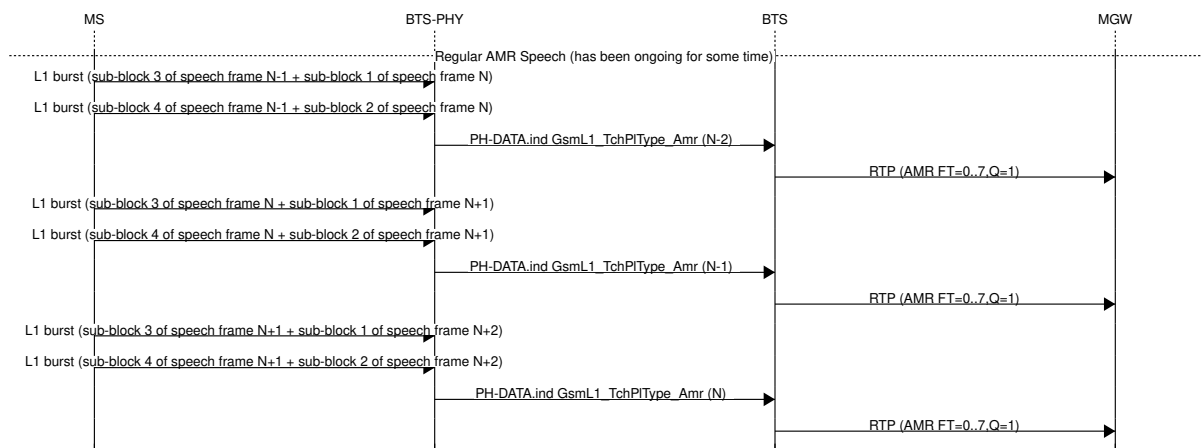 MS BTS-PHY BTS MGW
Regular AMR Speech (has been ongoing for some time)
L1 burst (sub-block 3 of speech frame N-1 + sub-block 1 of speech frame N)
L1 burst (sub-block 4 of speech frame N-1 + sub-block 2 of speech frame N)
PH-DATA.ind GsmL1_TchPlType_Amr (N-2)
RTP (AMR FT=0..7,Q=1)
L1 burst (sub-block 3 of speech frame N + sub-block 1 of speech frame N+1)
L1 burst (sub-block 4 of speech frame N + sub-block 2 of speech frame N+1)
PH-DATA.ind GsmL1_TchPlType_Amr (N-1)
RTP (AMR FT=0..7,Q=1)
L1 burst (sub-block 3 of speech frame N+1 + sub-block 1 of speech frame N+2)
L1 burst (sub-block 4 of speech frame N+1 + sub-block 2 of speech frame N+2)
PH-DATA.ind GsmL1_TchPlType_Amr (N)
RTP (AMR FT=0..7,Q=1)